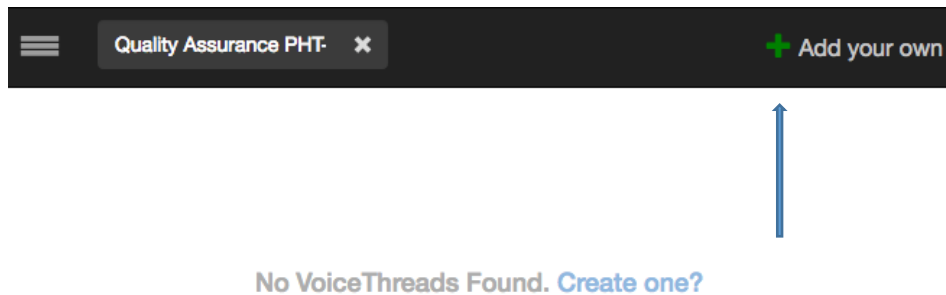 Quality Assurance PHT-
Add your own
No VoiceThreads Found. Create one?